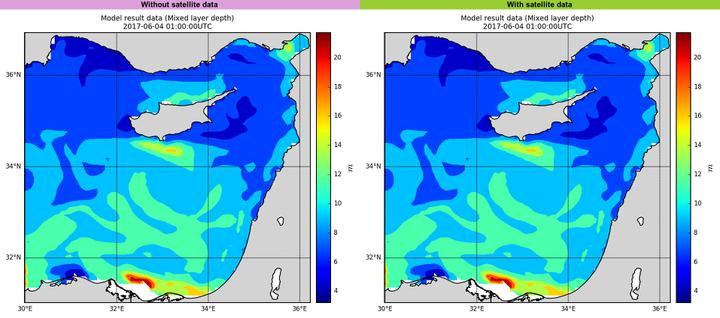 Without satellite data
With satellite data
Model result data (Mixed layer depth)
2017-06-04 01:00:00UTC
36°N
34°N
32°N
30°E
32°E
34°E
36°E
20
18
16
14
12
10
8
6
4
m
Model result data (Mixed layer depth)
2017-06-04 01:00:00UTC
36°N
34°N
32°N
30°E
32°E
34°E
36°E
20
18
16
14
12
10
8
6
4
m